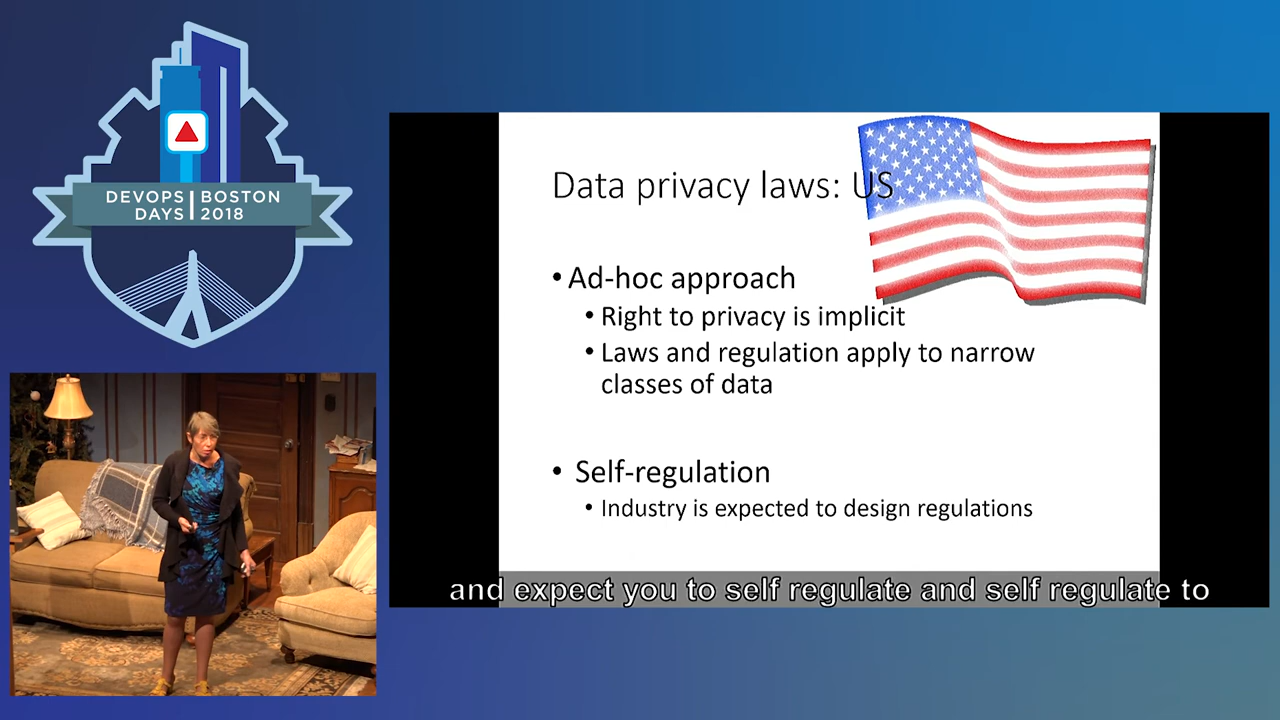 DEVOPS BOSTON
DAYS 2018
Data privacy laws: US
• Ad-hoc approach
• Right to privacy is implicit
• Laws and regulation apply to narrow
classes of data
• Self-regulation
• Industry is expected to design regulations
and expect you to self regulate and self regulate to